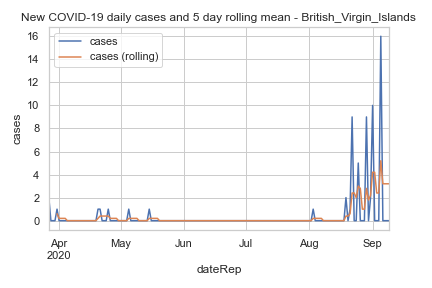 New COVID-19 daily cases and 5 day rolling mean - British_Virgin_Islands
cases
cases (rolling)
16
14
12
10
8
6
4
2
0
cases
Apr
2020
May
Jun
Jul
Aug
Sep
dateRep